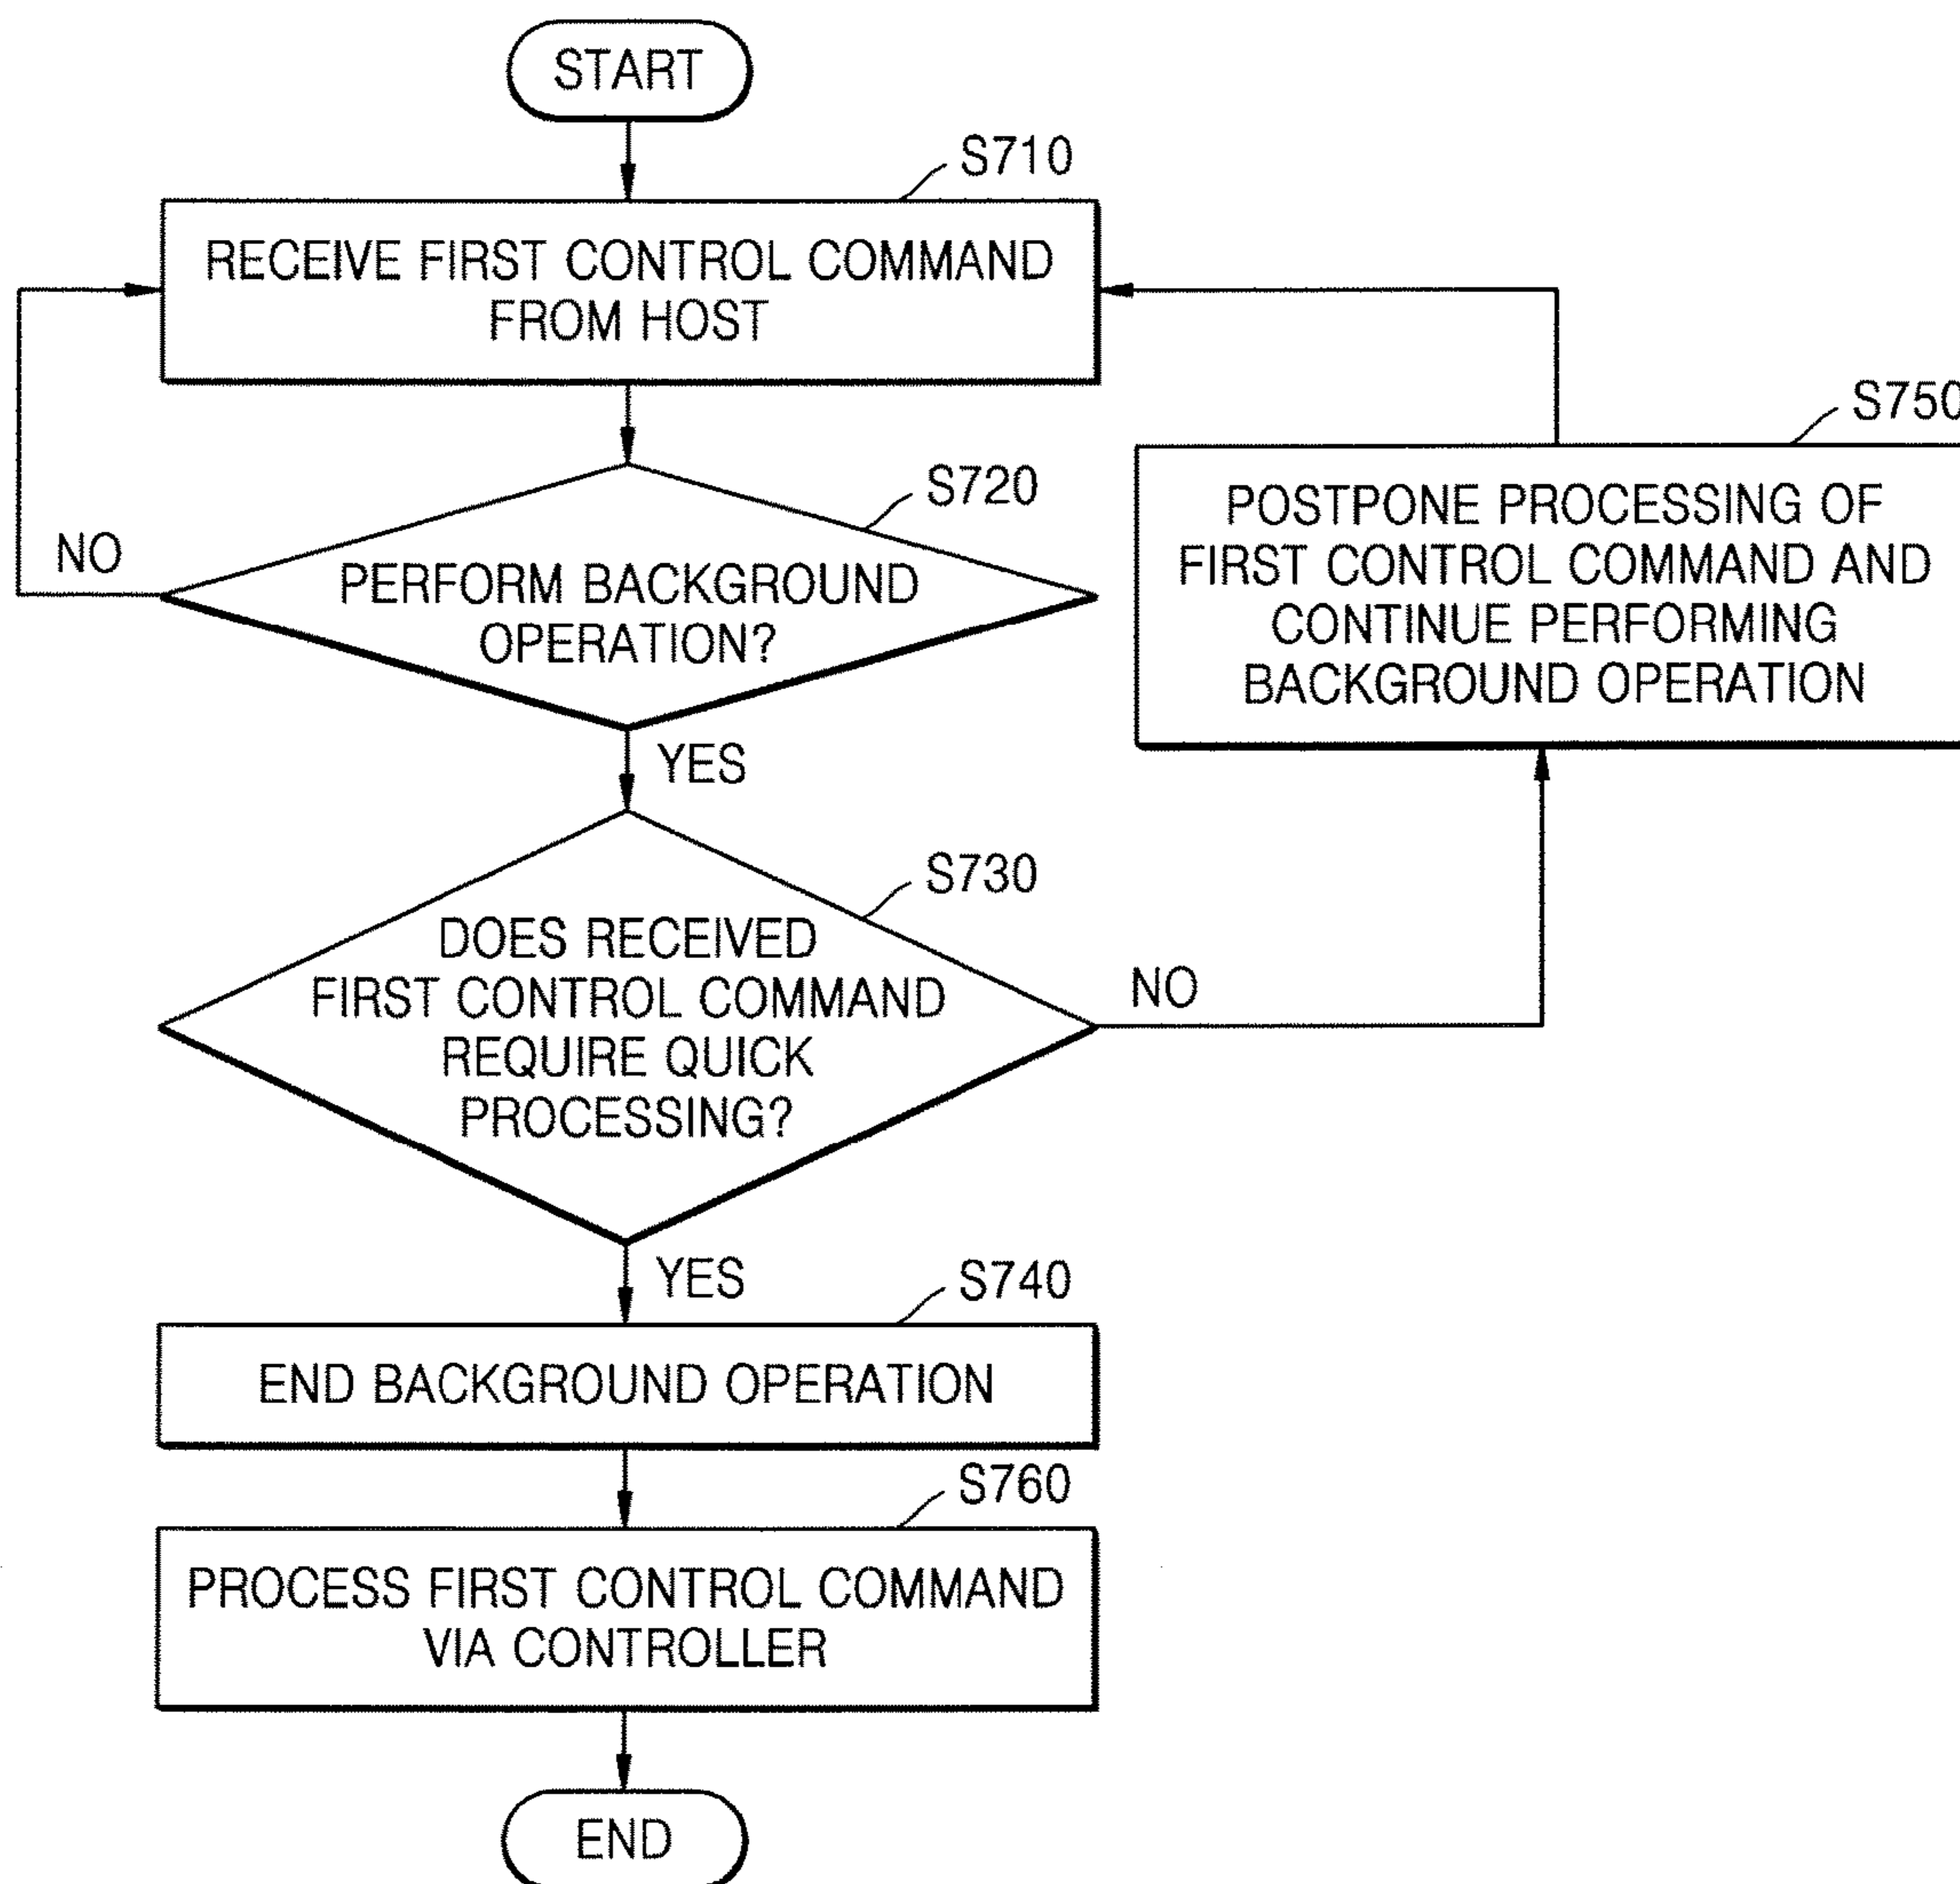 START
S710
RECEIVE FIRST CONTROL COMMAND
FROM HOST
S720
NO
PERFORM BACKGROUND
OPERATION?
YES
S750
POSTPONE PROCESSING OF
FIRST CONTROL COMMAND AND
CONTINUE PERFORMING
BACKGROUND OPERATION
S730
DOES RECEIVED
FIRST CONTROL COMMAND
REQUIRE QUICK
PROCESSING?
NO
YES
S740
END BACKGROUND OPERATION
S760
PROCESS FIRST CONTROL COMMAND
VIA CONTROLLER
END